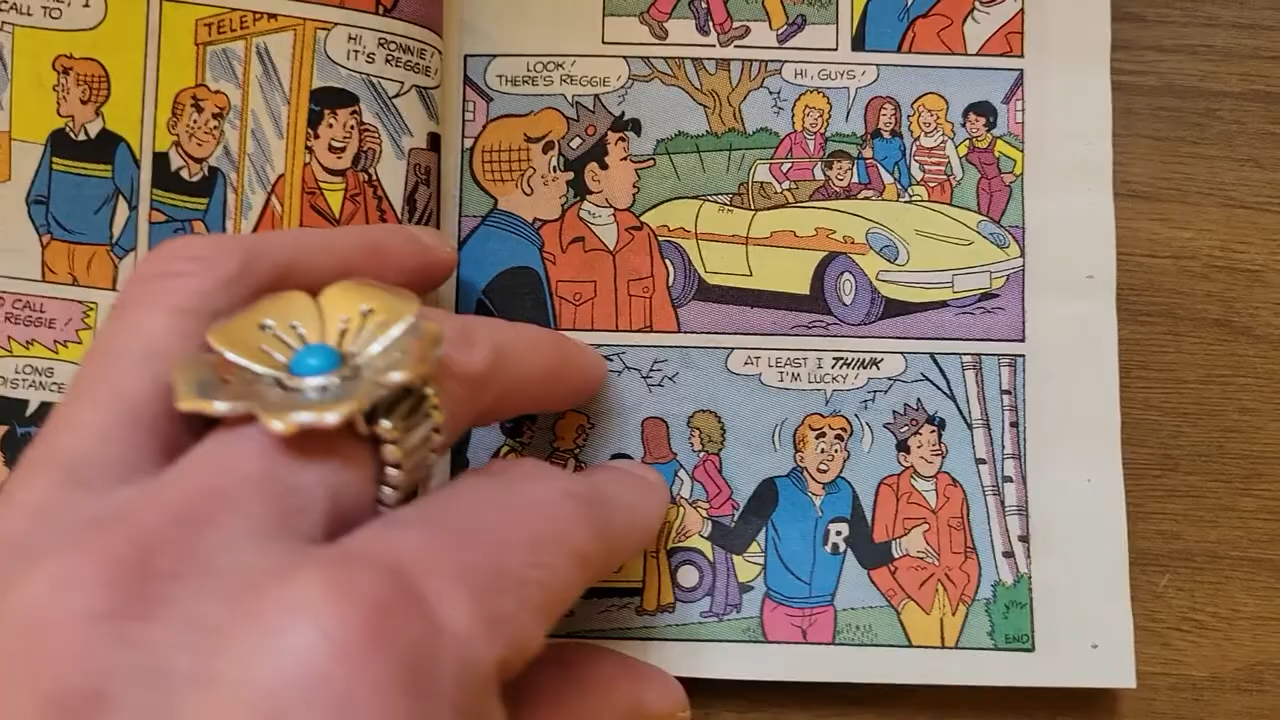 CALL TO
TELEPH
HI, RONNIE!
IT'S REGGIE!
CALL
REGGIE!
LONG
DISTANCE
LOOK!
THERE'S REGGIE!
HI, GUYS!
RM
AT LEAST I THINK
I'M LUCKY!
R
END